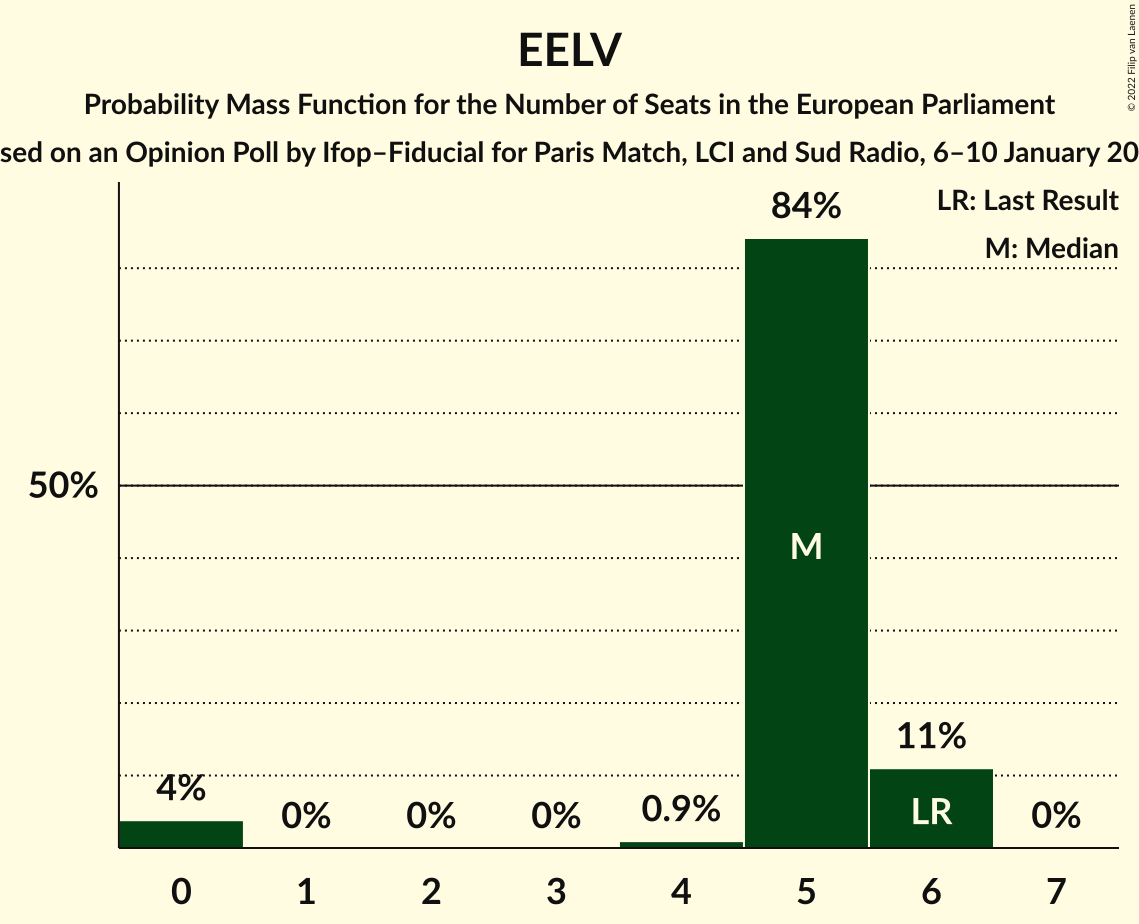 EELV
Probability Mass Function for the Number of Seats in the European Parliament
sed on an Opinion Poll by Ifop–Fiducial for Paris Match, LCI and Sud Radio, 6–10 January 20
© 2022 Filip van Laenen
LR: Last Result
M: Median
84%
50%
M
11%
4%
0%
0%
0%
0.9%
LR
0%
0 1 2 3 4 5 6 7